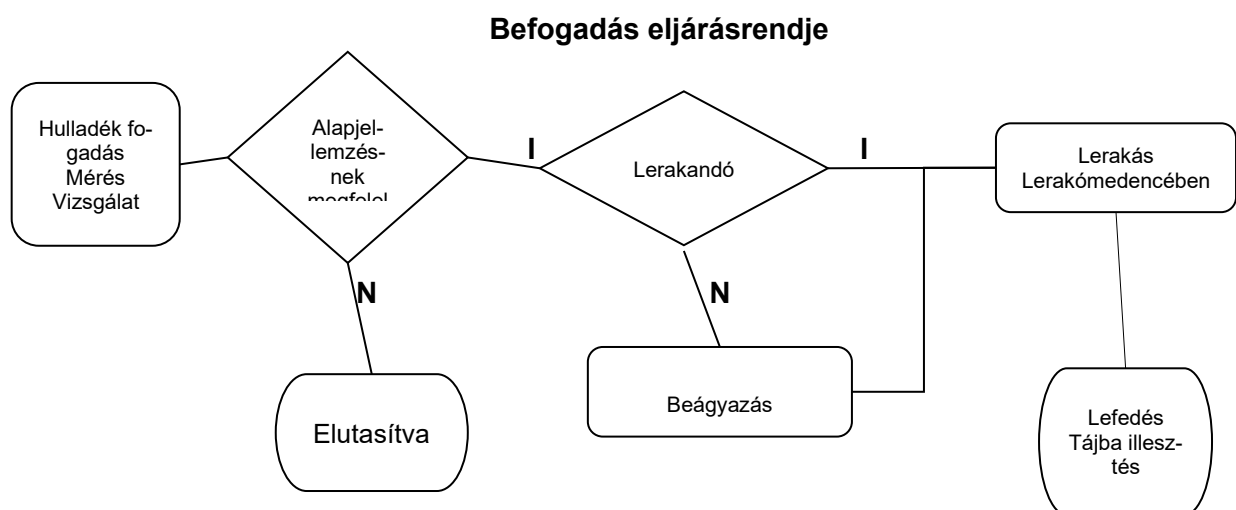 Befogadás eljárásrendje
Hulladék fo-
gadás
Mérés
Vizsgálat
Alapjel-
lemzés-
nek
megfelel
I
Lerakandó
I
Lerakás
Lerakómedencében
N
N
Elutasítva
Beágyazás
Lefedés
Tájba illesz-
tés